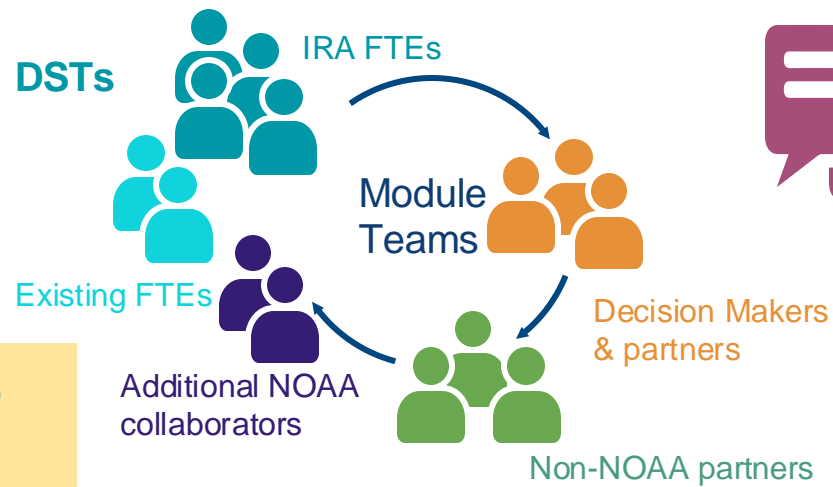 IRA FTEs
DSTs
Module
Teams
Existing FTEs
Decision Makers
& partners
Additional NOAA
collaborators
Non-NOAA partners